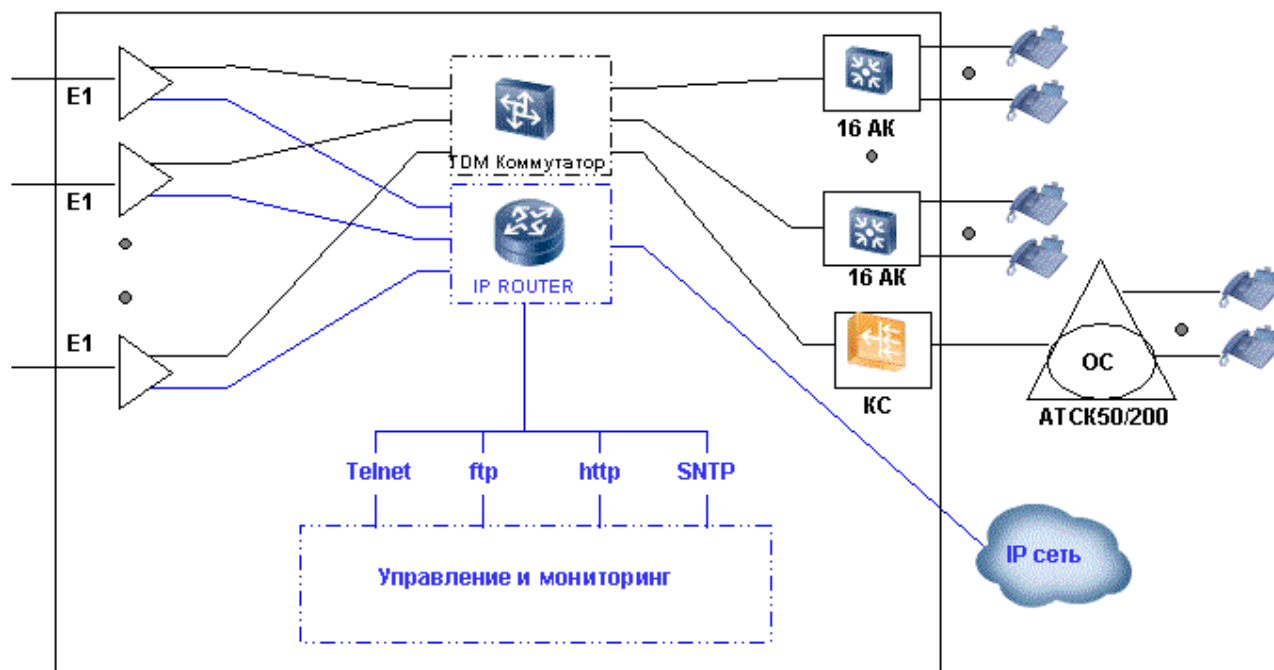 E1
E1
E1
TDM Коммутатор
IP ROUTER
16 АК
16 АК
КС
ОС
АТСК50/200
Telnet
ftp
http
SNTP
Управление и мониторинг
IP сеть